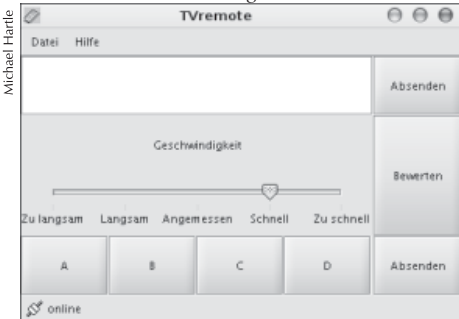 Michael Hartle
TVremote
Datei Hilfe
Absenden
Geschwindigkeit
Bewerten
Zu langsam Langsam Angemessen Schnell Zu schnell
A B C D Absenden
online